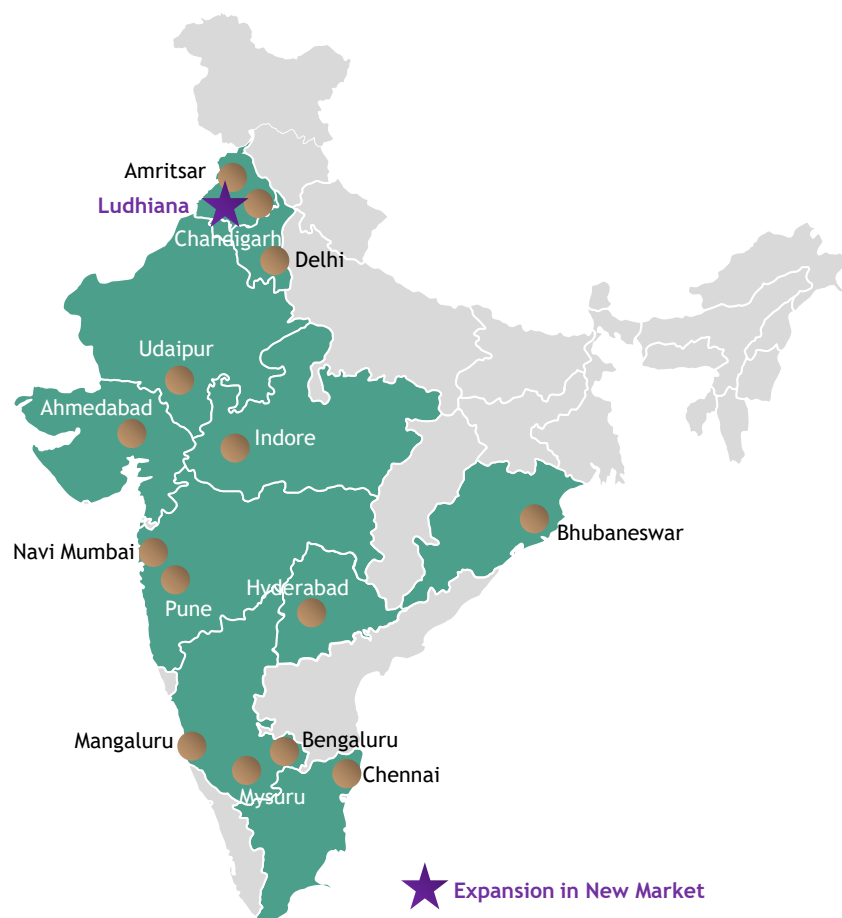 Amritsar
Ludhiana
Chandigarh
Delhi
Udaipur
Ahmedabad
Indore
Bhubaneswar
Navi Mumbai
Hyderabad
Pune
Mangaluru
Bengaluru
Chennai
Mysuru
Expansion in New Market